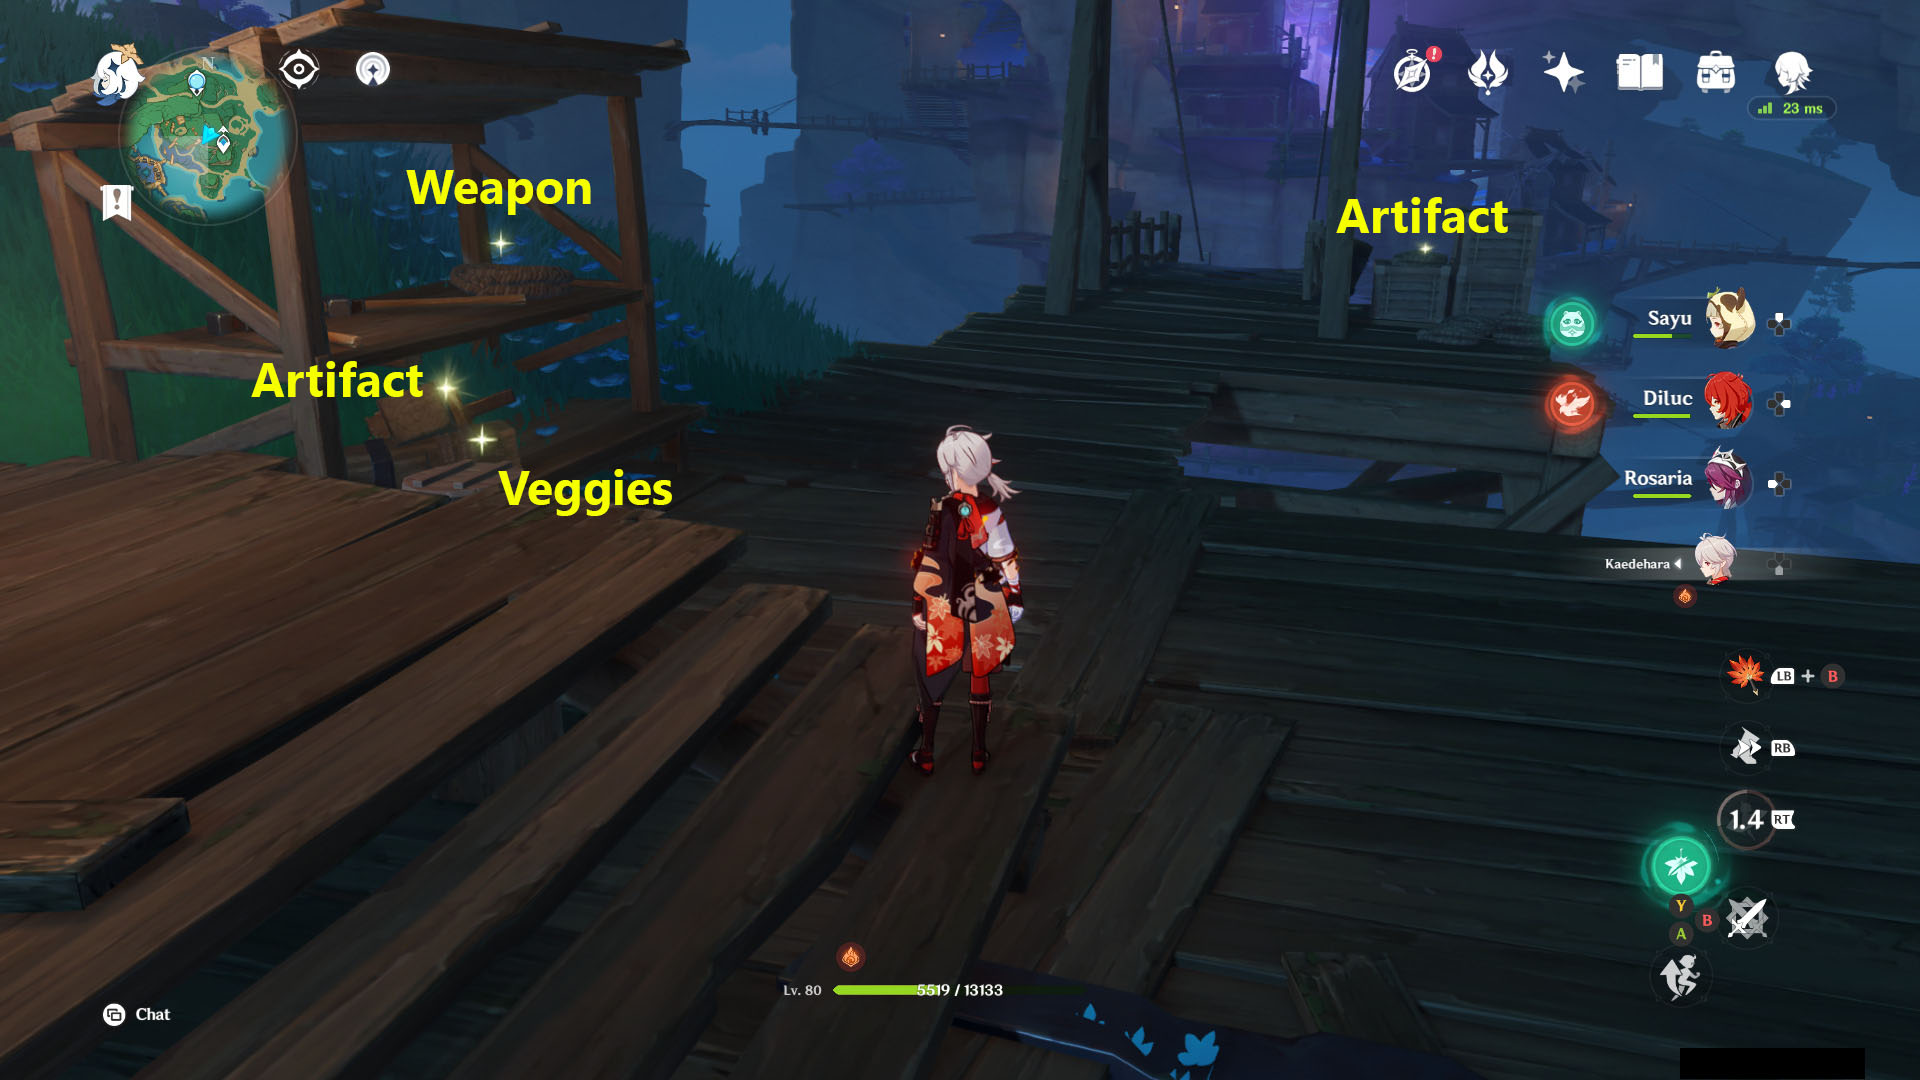 N
23 ms
Weapon
Artifact
Sayu
Artifact
Diluc
Veggies
Rosaria
Kaedehara
LB + B
RB
1.4 RT
Y
B
A
Lv. 80 5519 / 13133
Chat